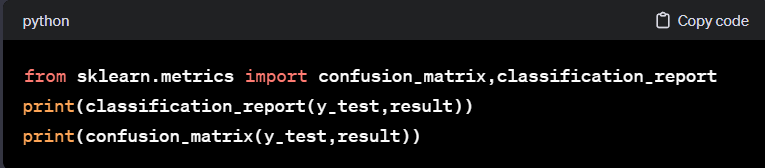 python
Copy code
from sklearn.metrics import confusion_matrix,classification_report
print(classification_report(y_test,result))
print(confusion_matrix(y_test,result))